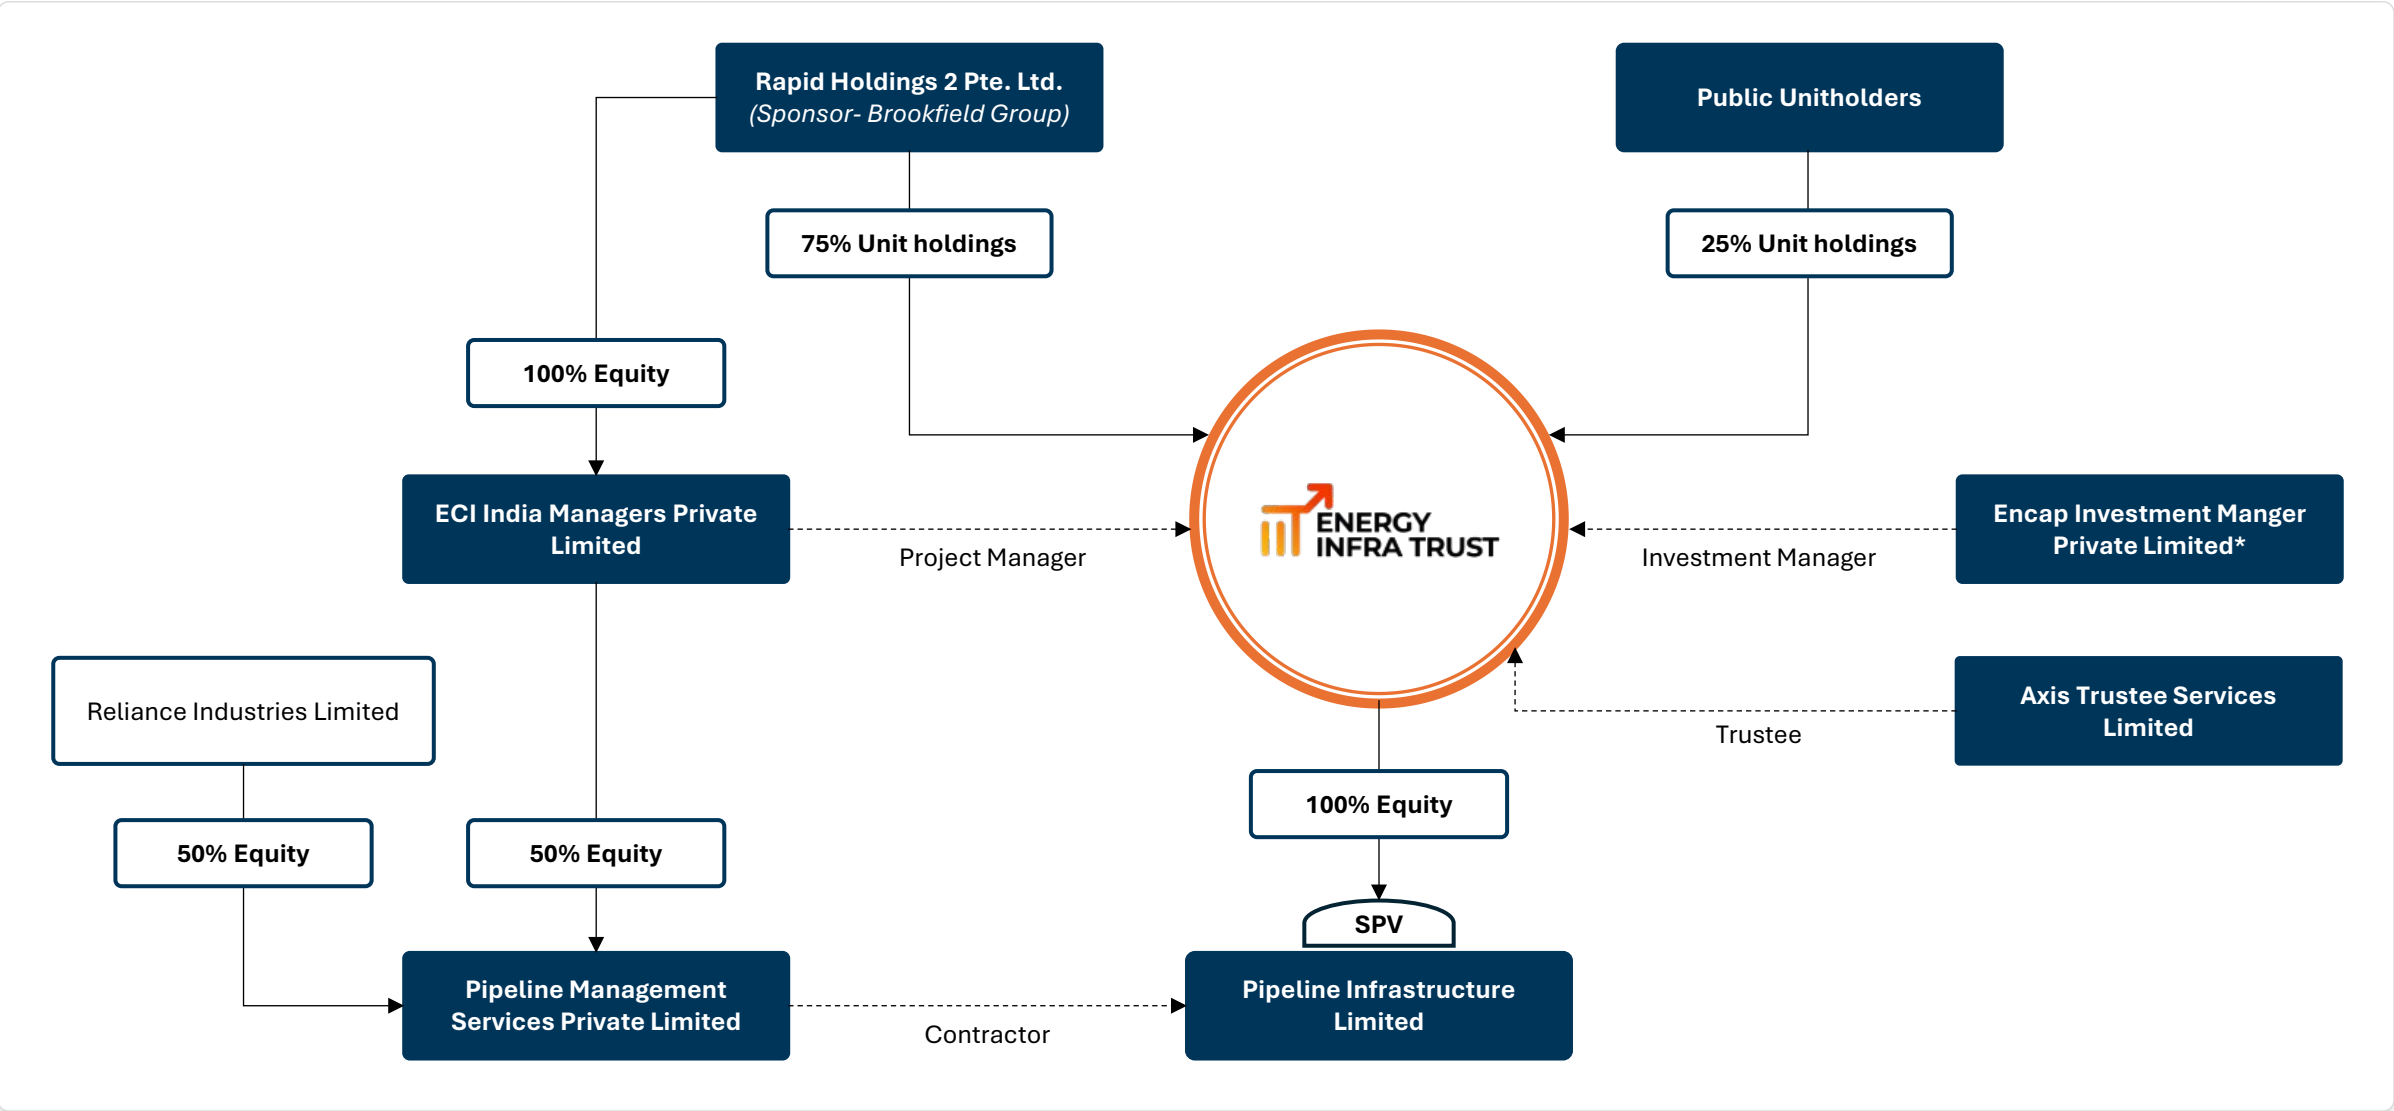 Rapid Holdings 2 Pte. Ltd.
(Sponsor- Brookfield Group)
Public Unitholders
75% Unit holdings
25% Unit holdings
100% Equity
ECI India Managers Private
Limited
Project Manager
ENERGY
INFRA TRUST
Investment Manager
Encap Investment Manger
Private Limited*
Reliance Industries Limited
Axis Trustee Services
Limited
Trustee
50% Equity
50% Equity
100% Equity
SPV
Pipeline Management
Services Private Limited
Contractor
Pipeline Infrastructure
Limited